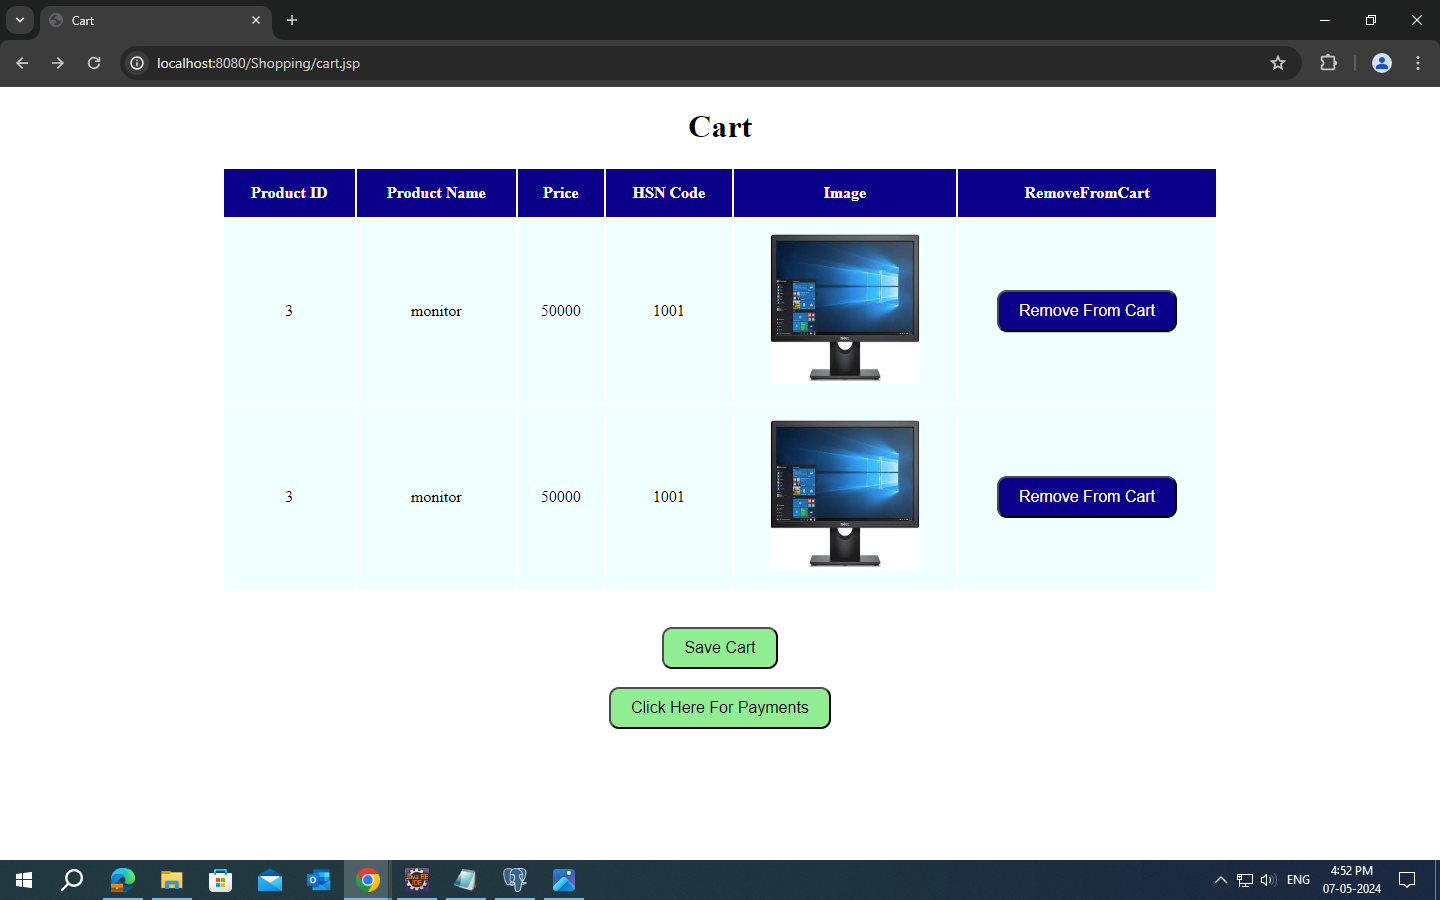 Cart
localhost:8080/Shopping/cart.jsp
Cart
Product ID Product Name Price HSN Code Image RemoveFromCart
3 monitor 50000 1001 Remove From Cart
3 monitor 50000 1001 Remove From Cart
Save Cart
Click Here For Payments
ENG
4:52 PM
07-05-2024